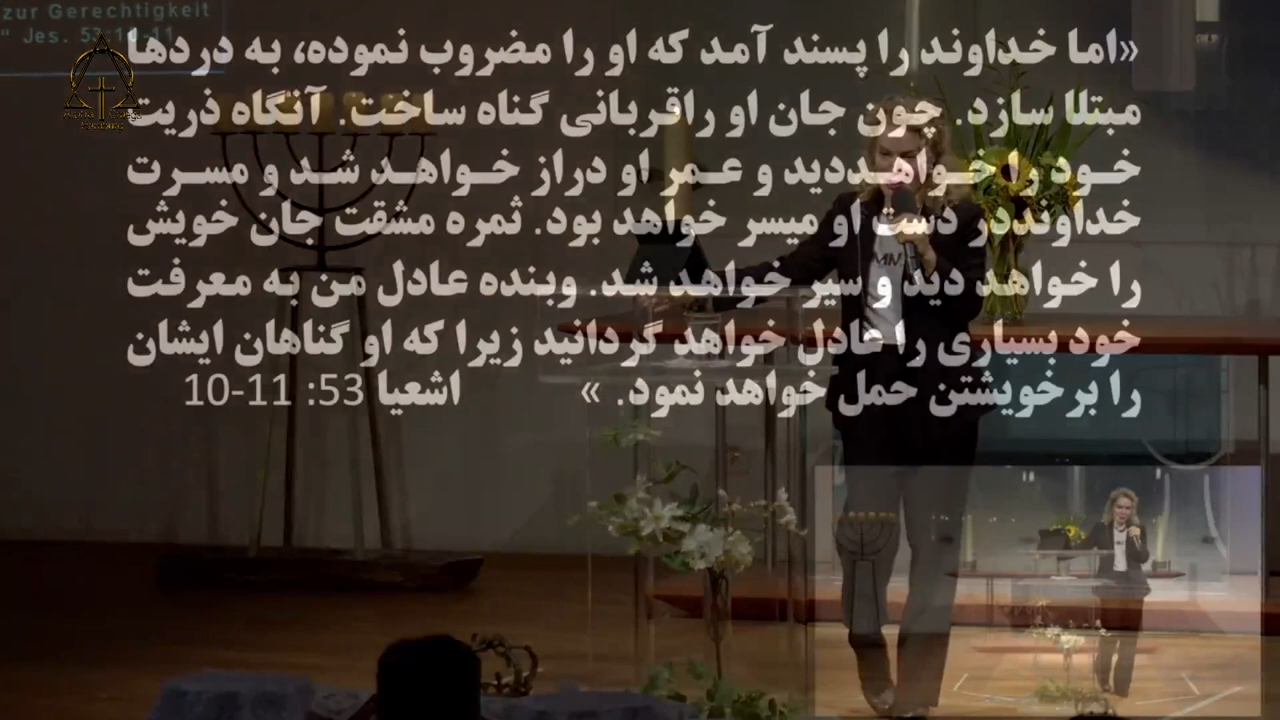 zur Gerechtigkeit
“ Jes. 53:10-11
«اما خداوند را پسند آمد که او را مضروب نموده، به دردها
مبتلا سازد. چون جان او راقربانی گناه ساخت. آنگاه ذریت
خود را خواهددید و عمر او دراز خواهد شد و مسرت
خداونددر دست او میسر خواهد بود. ثمره مشقت جان خویش
را خواهد دید و سیر خواهد شد. وبنده عادل من به معرفت
خود بسیاری را عادل خواهد گردانید زیرا که او گناهان ایشان
را برخویشتن حمل خواهد نمود. » اشعیا 53: 11-10